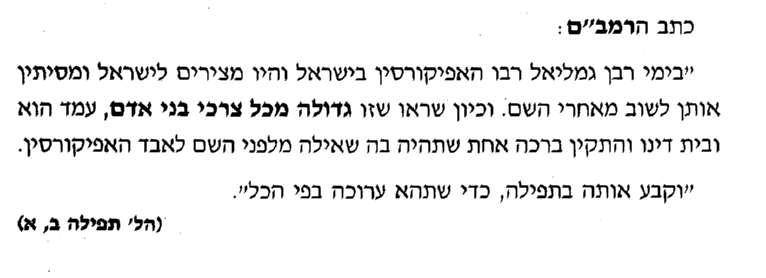 כתב הרמב״ם:
״בימי רבן גמליאל רבו האפיקורסין בישראל והיו מצירים לישראל ומסיתין
אותן לשוב מאחרי השם. וכיון שראו שזו גדולה מכל צרכי בני אדם, עמד הוא
ובית דינו והתקין ברכה אחת שתהיה בה שאילה מלפני השם לאבד האפיקורסין.
״וקבע אותה בתפילה, כדי שתהא ערוכה בפי הכל״.
(הל׳ תפילה ב, א)